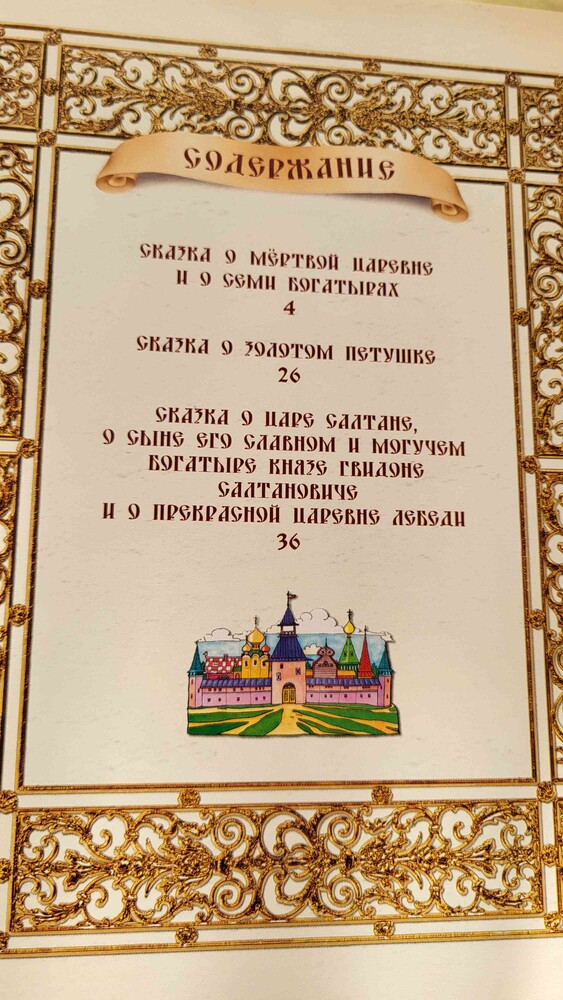 СОДЕРЖАНИЕ
СКАЗКА О МЁРТВОЙ ЦАРЕВНЕ
И О СЕМИ БОГАТЫРЯХ
4
СКАЗКА О ЗОЛОТОМ ПЕТУШКЕ
26
СКАЗКА О ЦАРЕ САЛТАНЕ,
О СЫНЕ ЕГО СЛАВНОМ И МОГУЧЕМ
БОГАТЫРЕ КНЯЗЕ ГВИДОНЕ
САЛТАНОВИЧЕ
И О ПРЕКРАСНОЙ ЦАРЕВНЕ ЛЕБЕДИ
36